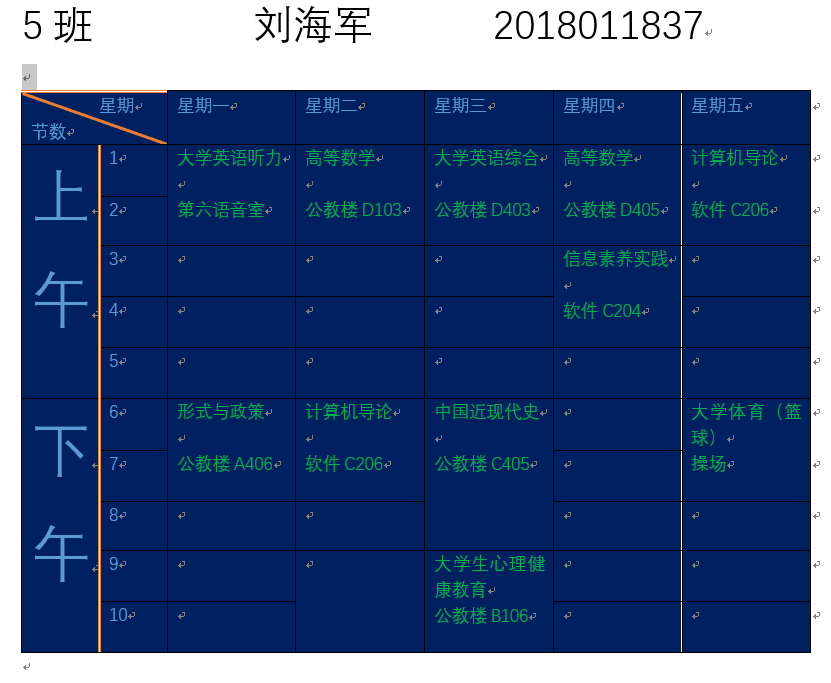 5 班 刘海军 2018011837
星期 星期一 星期二 星期三 星期四 星期五
节数
上午
1 大学英语听力 高等数学 大学英语综合 高等数学 计算机导论
2 第六语音室 公教楼 D103 公教楼 D403 公教楼 D405 软件 C206
3 信息素养实践
4 软件 C204
5
下午
6 形式与政策 计算机导论 中国近现代史 大学体育（篮
球）
7 公教楼 A406 软件 C206 公教楼 C405 操场
8
9 大学生心理健
康教育
10 公教楼 B106